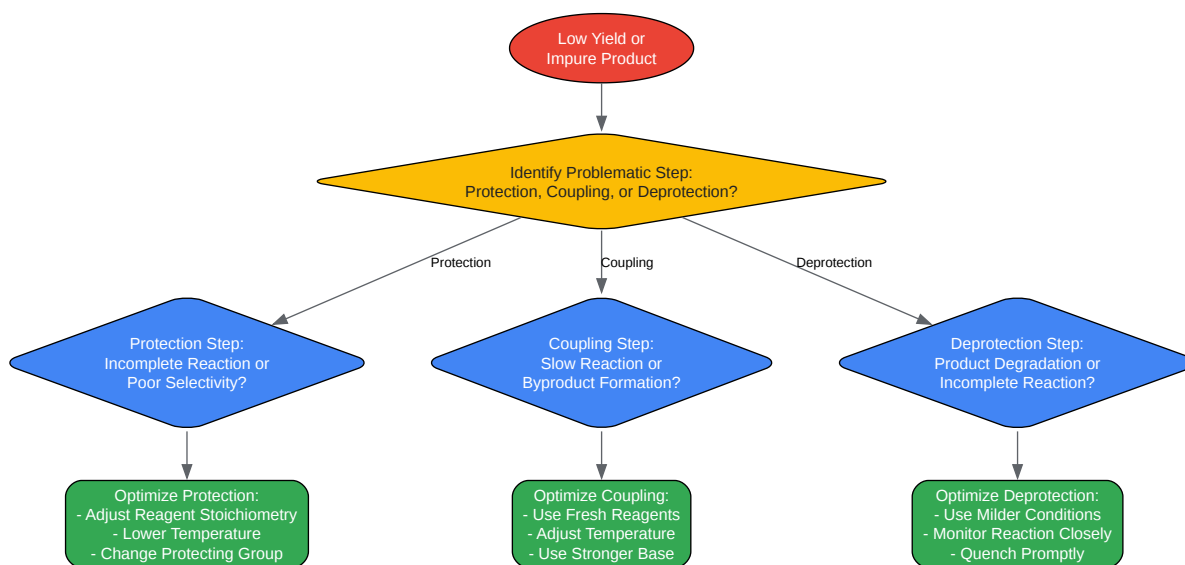 Low Yield or
Impure Product
Identify Problematic Step:
Protection, Coupling, or Deprotection?
Protection
Coupling
Deprotection
Protection Step:
Incomplete Reaction or
Poor Selectivity?
Coupling Step:
Slow Reaction or
Byproduct Formation?
Deprotection Step:
Product Degradation or
Incomplete Reaction?
Optimize Protection:
- Adjust Reagent Stoichiometry
- Lower Temperature
- Change Protecting Group
Optimize Coupling:
- Use Fresh Reagents
- Adjust Temperature
- Use Stronger Base
Optimize Deprotection:
- Use Milder Conditions
- Monitor Reaction Closely
- Quench Promptly